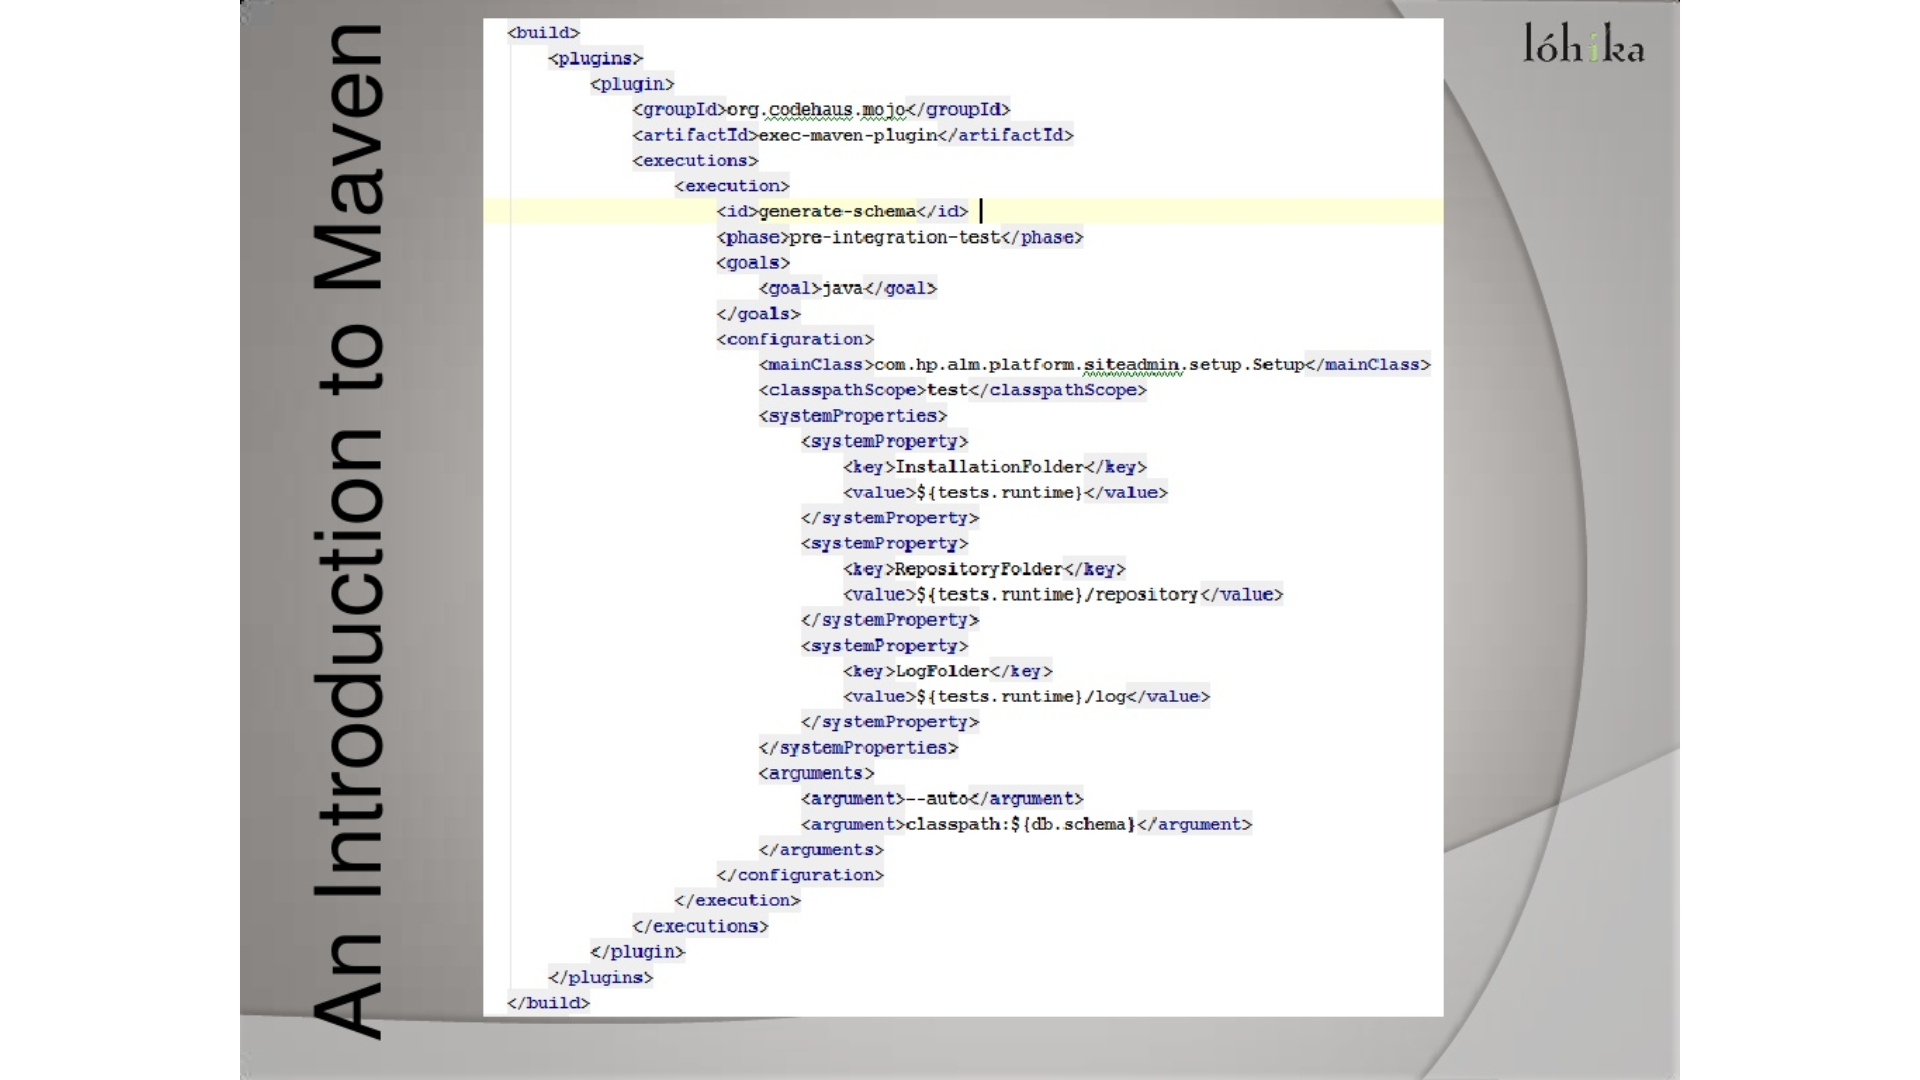 An Introduction to Maven
lóhika
<build>
<plugins>
<plugin>
<groupId>org.codehaus.mojo</groupId>
<artifactId>exec-maven-plugin</artifactId>
<executions>
<execution>
<id>generate-schema</id>
<phase>pre-integration-test</phase>
<goals>
<goal>java</goal>
</goals>
<configuration>
<mainClass>com.hp.alm.platform.siteadmin.setup.Setup</mainClass>
<classpathScope>test</classpathScope>
<systemProperties>
<systemProperty>
<key>InstallationFolder</key>
<value>${tests.runtime}</value>
</systemProperty>
<systemProperty>
<key>RepositoryFolder</key>
<value>${tests.runtime}/repository</value>
</systemProperty>
<systemProperty>
<key>LogFolder</key>
<value>${tests.runtime}/log</value>
</systemProperty>
</systemProperties>
<arguments>
<argument>--auto</argument>
<argument>classpath:${db.schema}</argument>
</arguments>
</configuration>
</execution>
</executions>
</plugin>
</plugins>
</build>